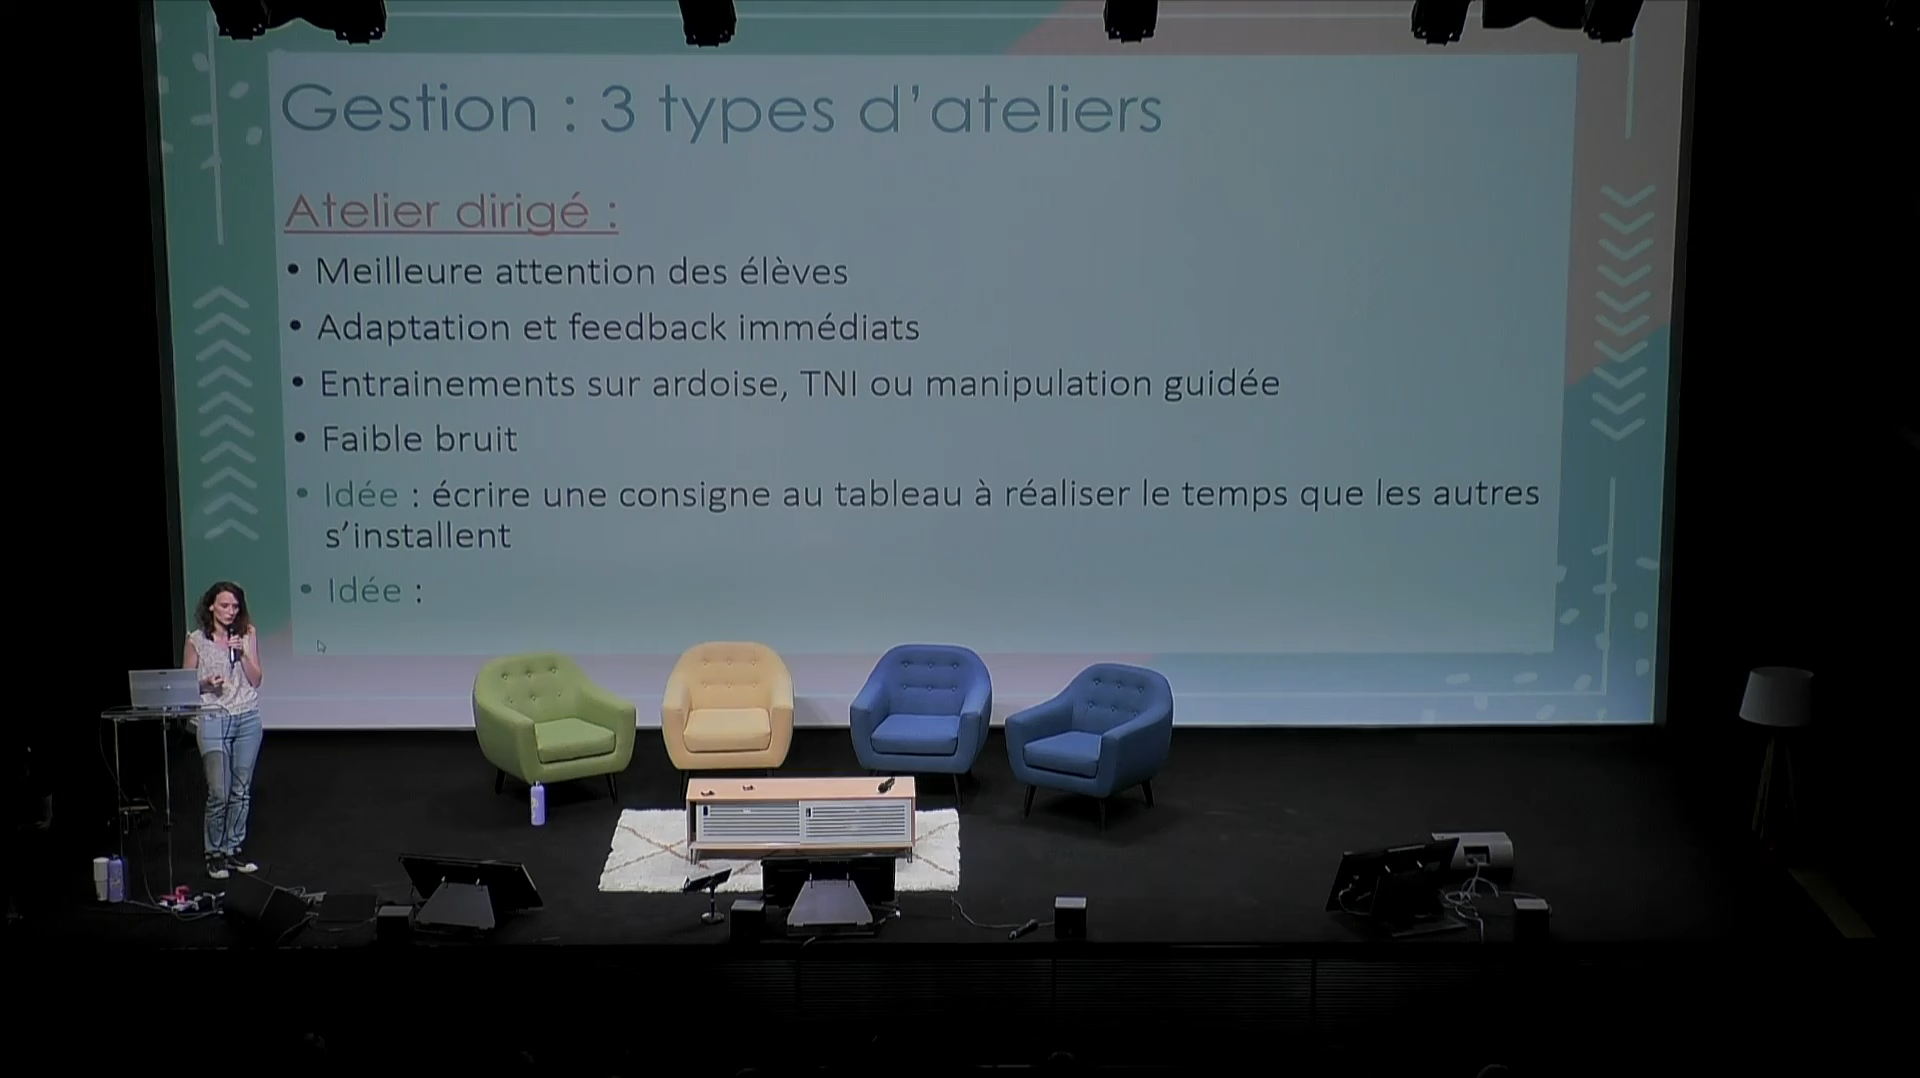 Gestion : 3 types d'ateliers
Atelier dirigé :
• Meilleure attention des élèves
• Adaptation et feedback immédiats
• Entrainements sur ardoise, TNI ou manipulation guidée
• Faible bruit
• Idée : écrire une consigne au tableau à réaliser le temps que les autres
s'installent
• Idée :